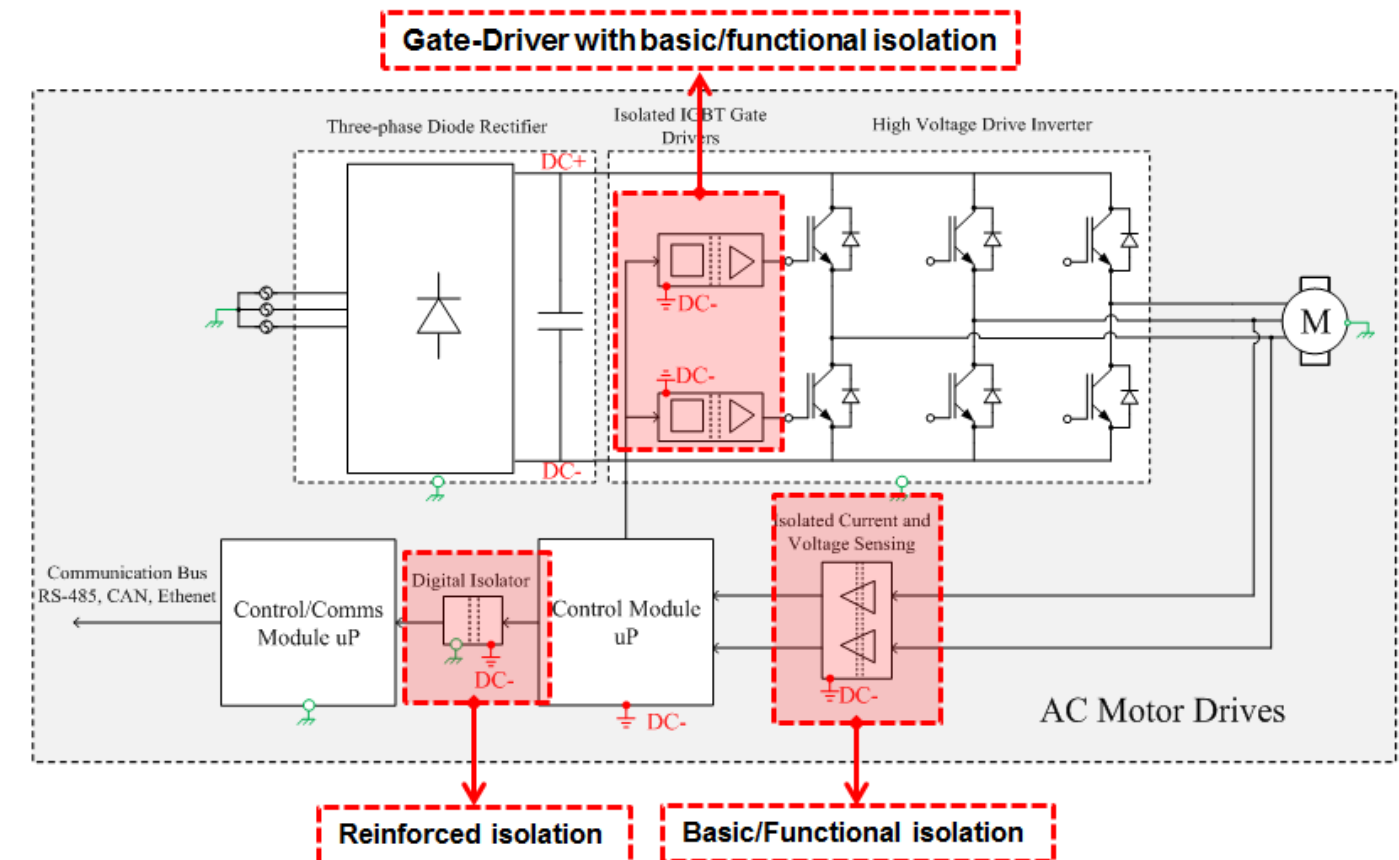 Gate-Driver with basic/functional isolation
Three-phase Diode Rectifier
Isolated IGBT Gate
Drivers
High Voltage Drive Inverter
DC+
DC-
DC-
DC-
M
Isolated Current and
Voltage Sensing
Communication Bus
RS-485, CAN, Ethenet
Control/Comms
Module uP
Digital Isolator
DC-
Control Module
uP
DC-
DC-
AC Motor Drives
Reinforced isolation
Basic/Functional isolation